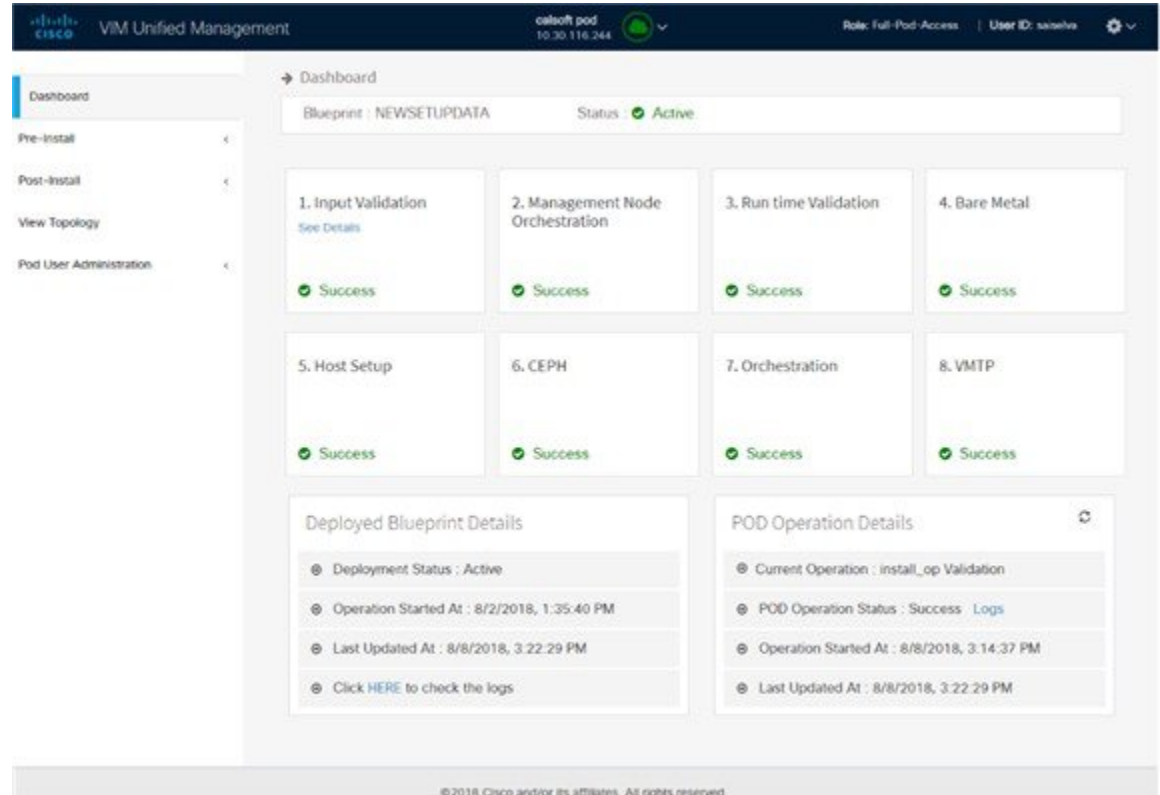 CISCO VIM Unified Management
calsoft pod
10.30.116.244
Role: Full-Pod-Access | User ID: saiselva
Dashboard
Pre-Install
Post-Install
View Topology
Pod User Administration
Dashboard
Blueprint : NEWSETUPDATA Status : Active
1. Input Validation
See Details
Success
2. Management Node
Orchestration
Success
3. Run time Validation
Success
4. Bare Metal
Success
5. Host Setup
Success
6. CEPH
Success
7. Orchestration
Success
8. VMTP
Success
Deployed Blueprint Details
Deployment Status : Active
Operation Started At : 8/2/2018, 1:35:40 PM
Last Updated At : 8/8/2018, 3:22:29 PM
Click HERE to check the logs
POD Operation Details
Current Operation : install_op Validation
POD Operation Status : Success Logs
Operation Started At : 8/8/2018, 3:14:37 PM
Last Updated At : 8/8/2018, 3:22:29 PM
©2018 Cisco and/or its affiliates. All rights reserved.